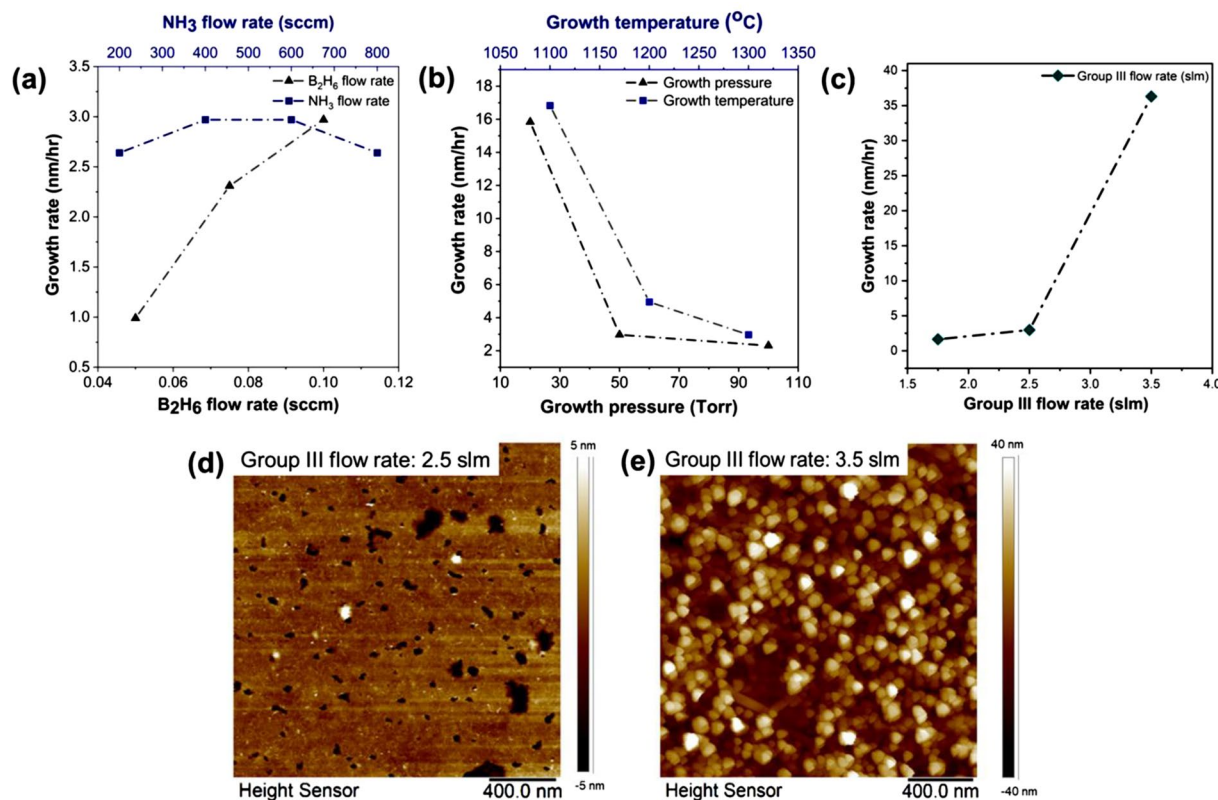 (a)
NH3 flow rate (sccm)
200 300 400 500 600 700 800
B2H6 flow rate
NH3 flow rate
Growth rate (nm/hr)
3.5
3.0
2.5
2.0
1.5
1.0
0.5
0.04 0.06 0.08 0.10 0.12
B2H6 flow rate (sccm)
(b)
Growth temperature (°C)
1050 1100 1150 1200 1250 1300 1350
Growth pressure
Growth temperature
Growth rate (nm/hr)
18
16
14
12
10
8
6
4
2
10 30 50 70 90 110
Growth pressure (Torr)
(c)
Group III flow rate (slm)
Growth rate (nm/hr)
40
35
30
25
20
15
10
5
0
1.5 2.0 2.5 3.0 3.5 4.0
Group III flow rate (slm)
(d)
Group III flow rate: 2.5 slm
5 nm
-5 nm
Height Sensor
400.0 nm
(e)
Group III flow rate: 3.5 slm
40 nm
-40 nm
Height Sensor
400.0 nm